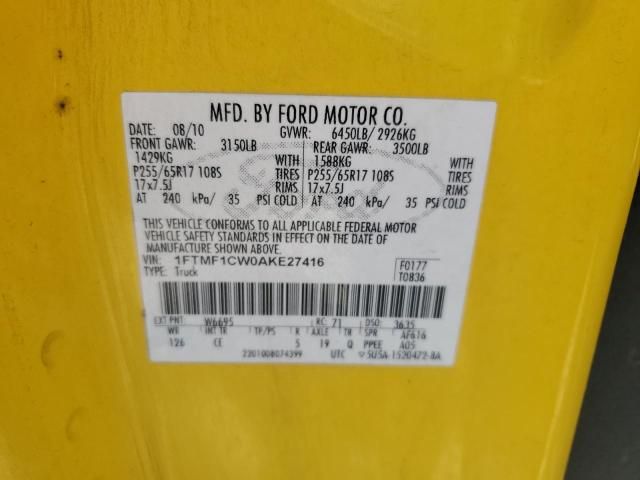 MFD. BY FORD MOTOR CO.
DATE: 08/10 GVWR: 6450LB/ 2926KG
FRONT GAWR: 3150LB REAR GAWR: 3500LB
1429KG WITH 1588KG WITH
P255/65R17 108S TIRES P255/65R17 108S TIRES
17x7.5J RIMS 17x7.5J RIMS
AT 240 kPa/ 35 PSI COLD AT 240 kPa/ 35 PSI COLD
THIS VEHICLE CONFORMS TO ALL APPLICABLE FEDERAL MOTOR
VEHICLE SAFETY STANDARDS IN EFFECT ON THE DATE OF
MANUFACTURE SHOWN ABOVE.
VIN: 1FTMF1CW0AKE27416 F0177
TYPE: Truck T0836
EXT PNT: W6695 RC: 71 DSO: 3635
WB INT TR TP/PS R AXLE TR SPR AF616
126 CE 5 19 Q PPEE A05
2201008074399 UTC 5U5A-1520472-BA